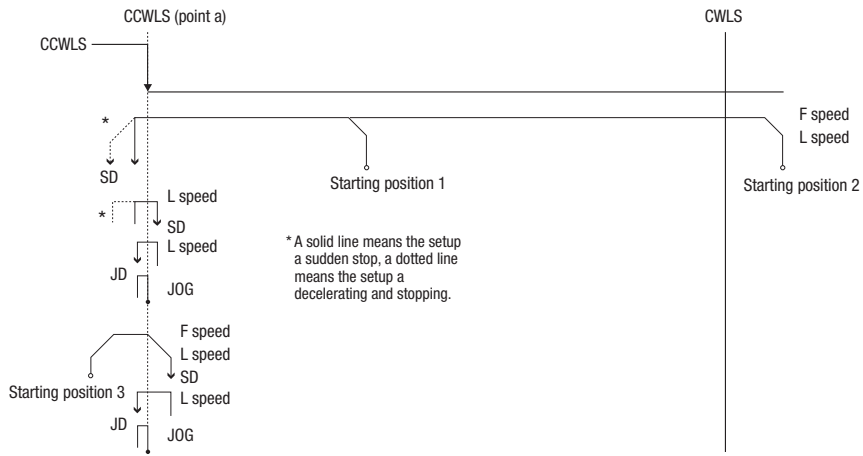 CCWLS (point a)
CWLS
CCWLS
*
F speed
L speed
SD
Starting position 1
Starting position 2
L speed
*
SD
L speed
* A solid line means the setup
a sudden stop, a dotted line
means the setup a
decelerating and stopping.
JD
JOG
F speed
L speed
SD
Starting position 3
L speed
JD
JOG